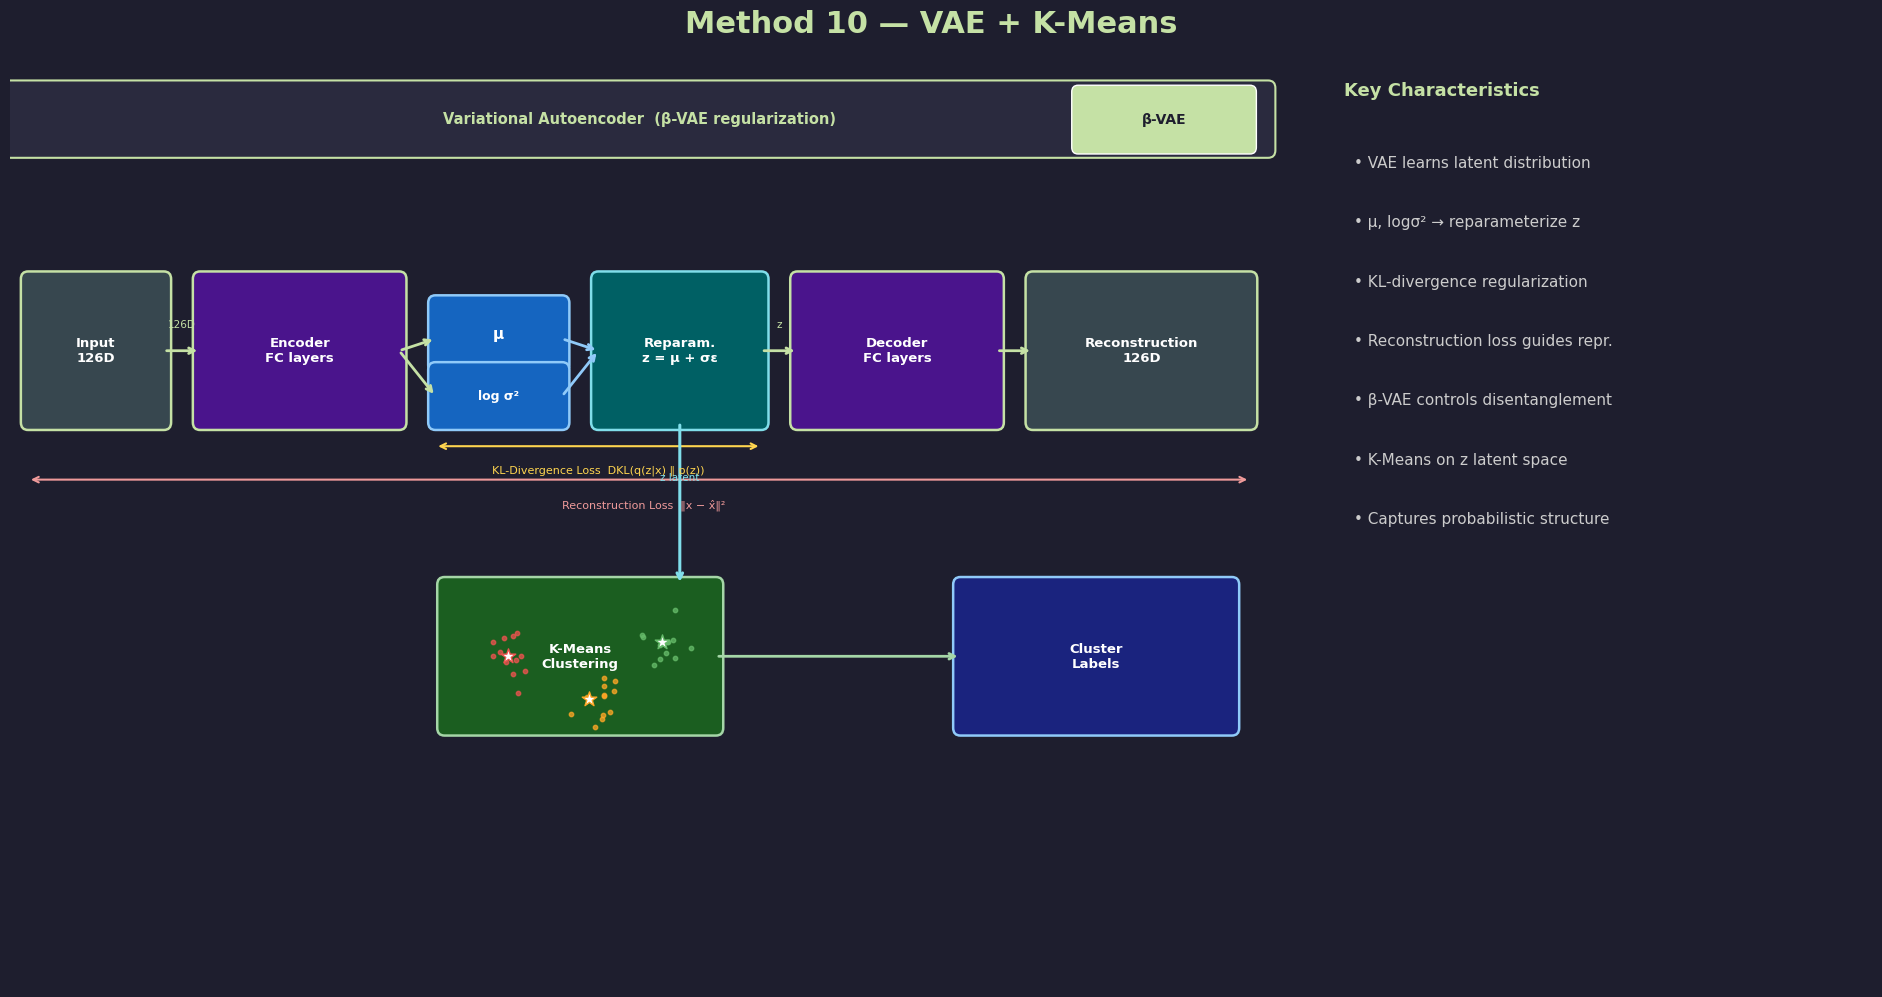 Method 10 — VAE + K-Means
Variational Autoencoder  (β-VAE regularization)
β-VAE
Input
126D
126D
Encoder
FC layers
μ
log σ²
Reparam.
z = μ + σε
z
Decoder
FC layers
Reconstruction
126D
KL-Divergence Loss  DKL(q(z|x) ‖ p(z))
z latent
Reconstruction Loss  ‖x − x̂‖²
K-Means
Clustering
Cluster
Labels
Key Characteristics
• VAE learns latent distribution
• μ, logσ² → reparameterize z
• KL-divergence regularization
• Reconstruction loss guides repr.
• β-VAE controls disentanglement
• K-Means on z latent space
• Captures probabilistic structure